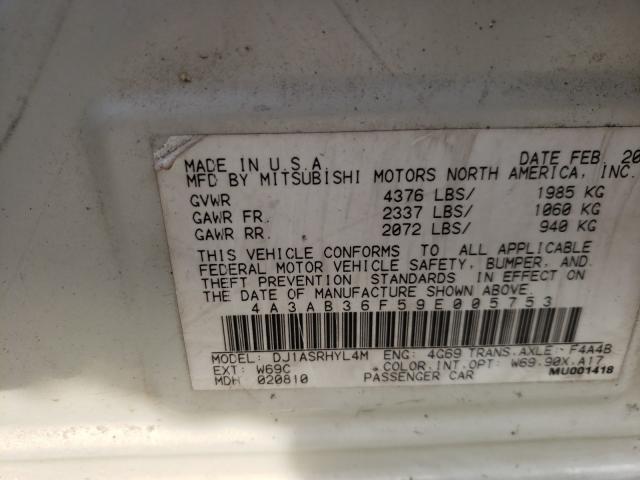 MADE IN U.S.A. DATE FEB. 20
MFD BY MITSUBISHI MOTORS NORTH AMERICA, INC.
GVWR 4376 LBS/ 1985 KG
GAWR FR. 2337 LBS/ 1060 KG
GAWR RR. 2072 LBS/ 940 KG
THIS VEHICLE CONFORMS TO ALL APPLICABLE
FEDERAL MOTOR VEHICLE SAFETY, BUMPER, AND
THEFT PREVENTION STANDARDS IN EFFECT ON
THE DATE OF MANUFACTURE SHOWN ABOVE.
4A3AB36F59E005753
MODEL: DJ1ASRHYL4M ENG: 4G69 TRANS.AXLE F4A4B
EXT: W69C COLOR.INT.OPT: W69.90X.A17
MDH 020810 PASSENGER CAR MU001418